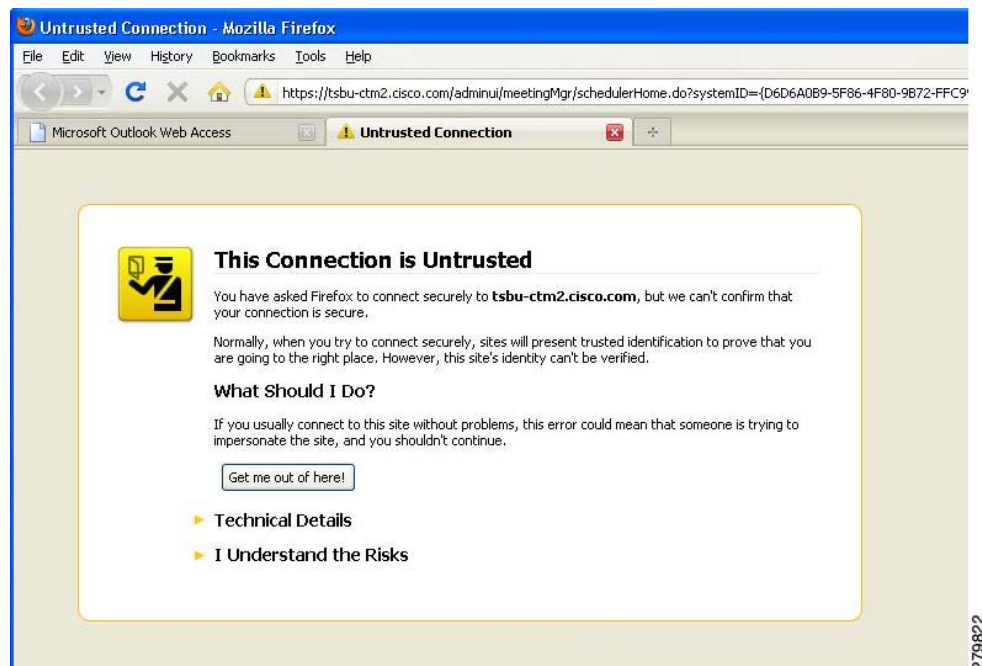 Untrusted Connection - Mozilla Firefox
File Edit View History Bookmarks Tools Help
https://tsbu-ctm2.cisco.com/adminui/meetingMgr/schedulerHome.do?systemID={D6D6A0B9-5F86-4F80-9B72-FFC9
Microsoft Outlook Web Access
Untrusted Connection
This Connection is Untrusted
You have asked Firefox to connect securely to tsbu-ctm2.cisco.com, but we can't confirm that
your connection is secure.
Normally, when you try to connect securely, sites will present trusted identification to prove that you
are going to the right place. However, this site's identity can't be verified.
What Should I Do?
If you usually connect to this site without problems, this error could mean that someone is trying to
impersonate the site, and you shouldn't continue.
Get me out of here!
Technical Details
I Understand the Risks
279822